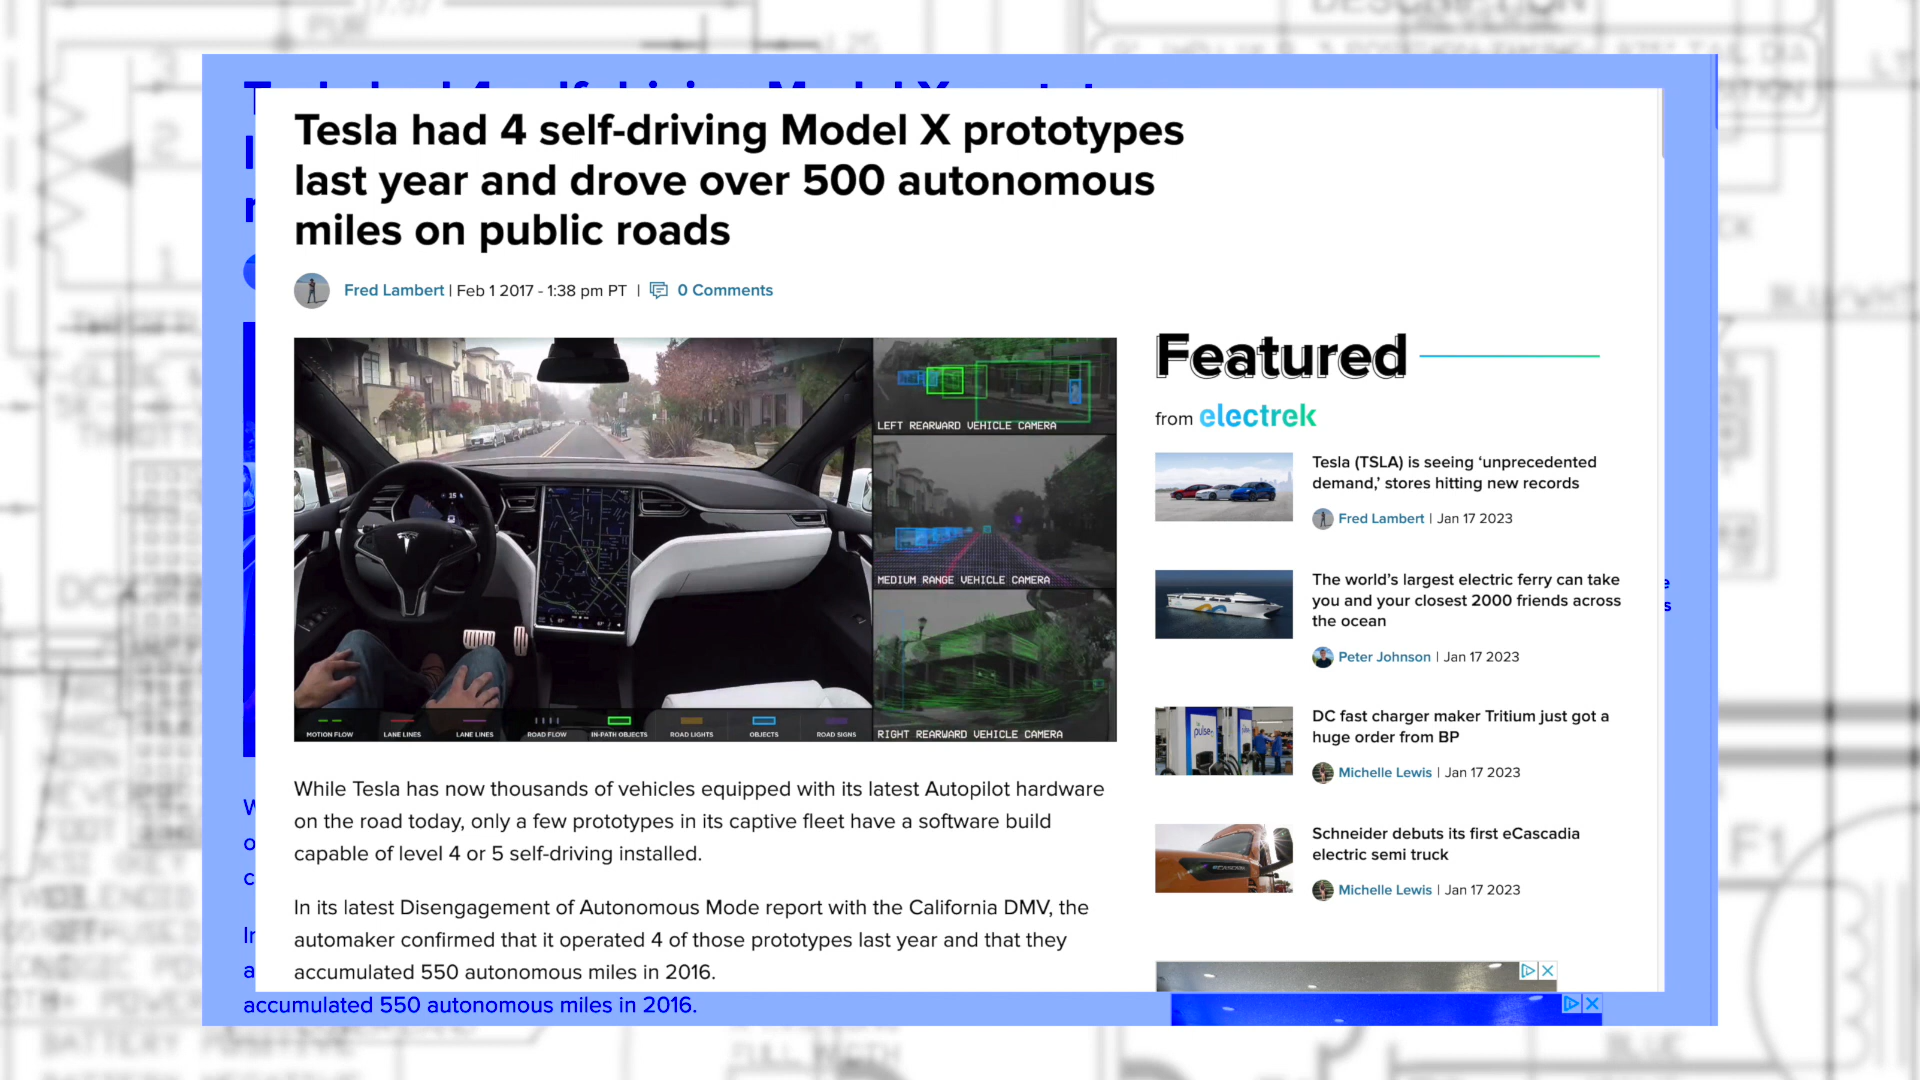 Tesla had 4 self-driving Model X prototypes
last year and drove over 500 autonomous
miles on public roads
Fred Lambert | Feb 1 2017 - 1:38 pm PT | 0 Comments
LEFT REARWARD VEHICLE CAMERA
MEDIUM RANGE VEHICLE CAMERA
RIGHT REARWARD VEHICLE CAMERA
MOTION FLOW
LANE LINES
LANE LINES
ROAD FLOW
IN-PATH OBJECTS
ROAD LIGHTS
OBJECTS
ROAD SIGNS
While Tesla has now thousands of vehicles equipped with its latest Autopilot hardware
on the road today, only a few prototypes in its captive fleet have a software build
capable of level 4 or 5 self-driving installed.
In its latest Disengagement of Autonomous Mode report with the California DMV, the
automaker confirmed that it operated 4 of those prototypes last year and that they
accumulated 550 autonomous miles in 2016.
accumulated 550 autonomous miles in 2016.
Featured
from electrek
Tesla (TSLA) is seeing ‘unprecedented
demand,’ stores hitting new records
Fred Lambert | Jan 17 2023
The world’s largest electric ferry can take
you and your closest 2000 friends across
the ocean
Peter Johnson | Jan 17 2023
pulse
DC fast charger maker Tritium just got a
huge order from BP
Michelle Lewis | Jan 17 2023
Schneider debuts its first eCascadia
electric semi truck
Michelle Lewis | Jan 17 2023
F1
BLUE